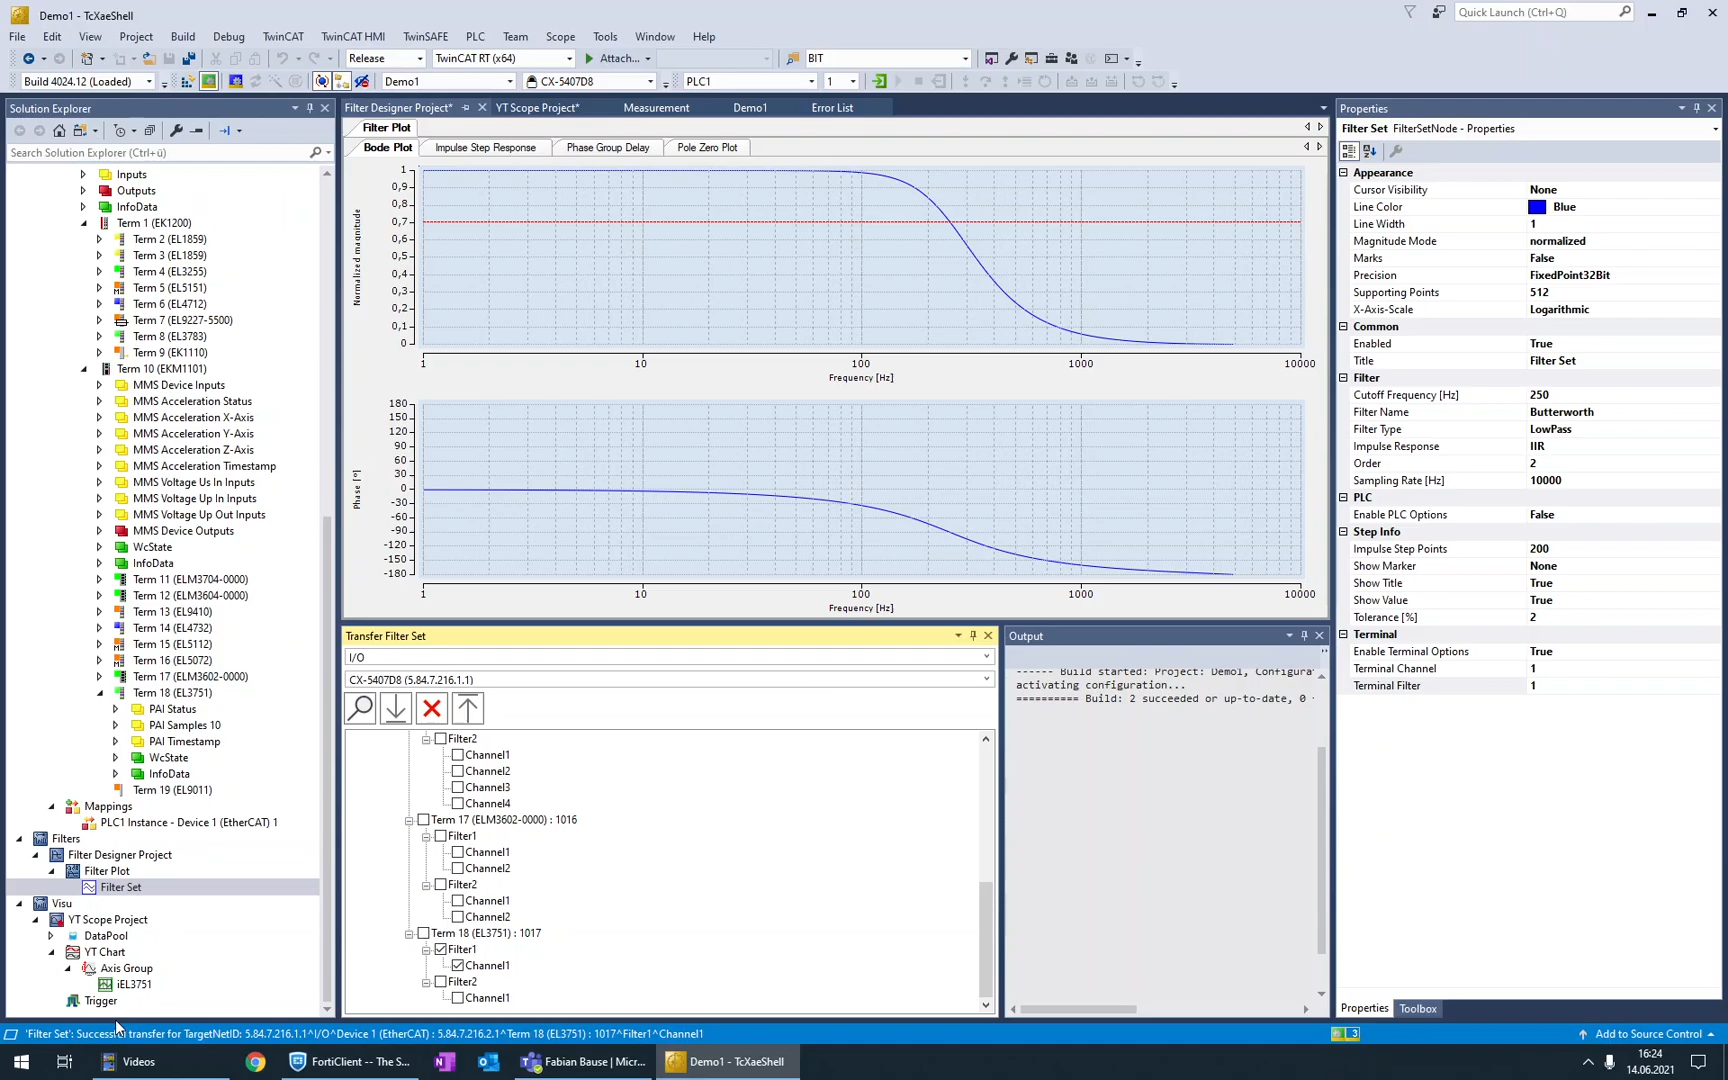 Demo1 - TcXaeShell
Quick Launch (Ctrl+Q)
File Edit View Project Build Debug TwinCAT TwinCAT HMI TwinSAFE PLC Team Scope Tools Window Help
Release TwinCAT RT (x64) Attach... BIT
Build 4024.12 (Loaded) Demo1 CX-5407D8 PLC1 1
Solution Explorer
Search Solution Explorer (Ctrl+ü)
Inputs
Outputs
InfoData
Term 1 (EK1200)
Term 2 (EL1859)
Term 3 (EL1859)
Term 4 (EL3255)
Term 5 (EL5151)
Term 6 (EL4712)
Term 7 (EL9227-5500)
Term 8 (EL3783)
Term 9 (EK1110)
Term 10 (EKM1101)
MMS Device Inputs
MMS Acceleration Status
MMS Acceleration X-Axis
MMS Acceleration Y-Axis
MMS Acceleration Z-Axis
MMS Acceleration Timestamp
MMS Voltage Us In Inputs
MMS Voltage Up In Inputs
MMS Voltage Up Out Inputs
MMS Device Outputs
WcState
InfoData
Term 11 (ELM3704-0000)
Term 12 (ELM3604-0000)
Term 13 (EL9410)
Term 14 (EL4732)
Term 15 (EL5112)
Term 16 (EL5072)
Term 17 (ELM3602-0000)
Term 18 (EL3751)
PAI Status
PAI Samples 10
PAI Timestamp
WcState
InfoData
Term 19 (EL9011)
Mappings
PLC1 Instance - Device 1 (EtherCAT) 1
Filters
Filter Designer Project
Filter Plot
Filter Set
Visu
YT Scope Project
DataPool
YT Chart
Axis Group
iEL3751
Trigger
Filter Designer Project* YT Scope Project* Measurement Demo1 Error List
Filter Plot
Bode Plot Impulse Step Response Phase Group Delay Pole Zero Plot
Normalized magnitude
1
0,9
0,8
0,7
0,6
0,5
0,4
0,3
0,2
0,1
0
1 10 100 1000 10000
Frequency [Hz]
Phase [°]
180
150
120
90
60
30
0
-30
-60
-90
-120
-150
-180
1 10 100 1000 10000
Frequency [Hz]
Transfer Filter Set
I/O
CX-5407D8 (5.84.7.216.1.1)
Filter2
Channel1
Channel2
Channel3
Channel4
Term 17 (ELM3602-0000) : 1016
Filter1
Channel1
Channel2
Filter2
Channel1
Channel2
Term 18 (EL3751) : 1017
Filter1
Channel1
Filter2
Channel1
Output
------ Build started: Project: Demo1, Configura
activating configuration...
========== Build: 2 succeeded or up-to-date, 0
Properties
Filter Set FilterSetNode - Properties
Appearance
Cursor Visibility None
Line Color Blue
Line Width 1
Magnitude Mode normalized
Marks False
Precision FixedPoint32Bit
Supporting Points 512
X-Axis-Scale Logarithmic
Common
Enabled True
Title Filter Set
Filter
Cutoff Frequency [Hz] 250
Filter Name Butterworth
Filter Type LowPass
Impulse Response IIR
Order 2
Sampling Rate [Hz] 10000
PLC
Enable PLC Options False
Step Info
Impulse Step Points 200
Show Marker None
Show Title True
Show Value True
Tolerance [%] 2
Terminal
Enable Terminal Options True
Terminal Channel 1
Terminal Filter 1
Properties Toolbox
'Filter Set': Success transfer for TargetNetID: 5.84.7.216.1.1^I/O^Device 1 (EtherCAT) : 5.84.7.216.2.1^Term 18 (EL3751) : 1017^Filter1^Channel1
3
Add to Source Control
Videos
FortiClient -- The S...
Fabian Bause | Micr...
Demo1 - TcXaeShell
16:24
14.06.2021